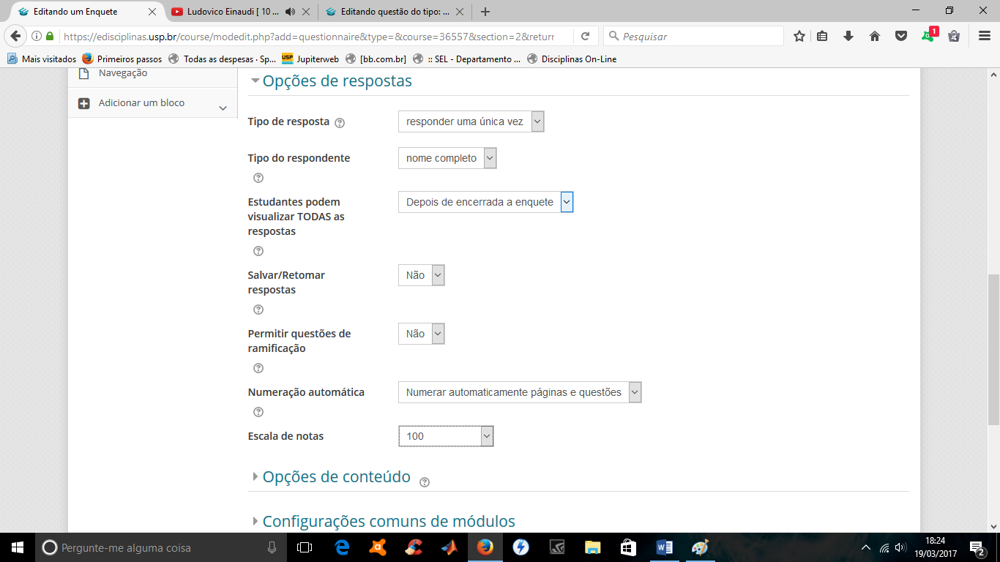 Editando um Enquete
Ludovico Einaudi [ 10 ...
Editando questão do tipo: ...
https://edisciplinas.usp.br/course/modedit.php?add=questionnaire&type=&course=36557&section=2&returr
Pesquisar
1
Mais visitados
Primeiros passos
Todas as despesas · Sp...
USP
Jupiterweb
[bb.com.br]
:: SEL - Departamento ...
Disciplinas On-Line
Navegação
Adicionar um bloco
Opções de respostas
Tipo de resposta
responder uma única vez
Tipo do respondente
nome completo
Estudantes podem
visualizar TODAS as
respostas
Depois de encerrada a enquete
Salvar/Retomar
respostas
Não
Permitir questões de
ramificação
Não
Numeração automática
Numerar automaticamente páginas e questões
Escala de notas
100
Opções de conteúdo
Configurações comuns de módulos
Pergunte-me alguma coisa
18:24
19/03/2017
2